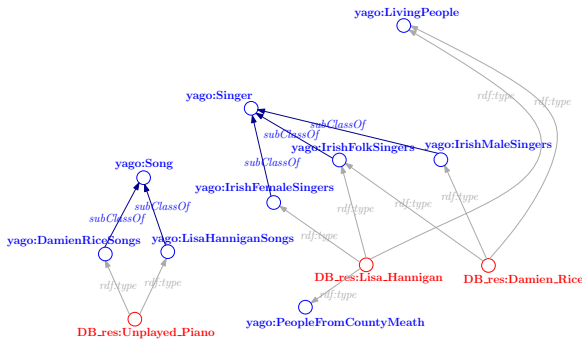 yago:LivingPeople
rdf:type
rdf:type
yago:Singer
subClassOf
subClassOf
yago:IrishFolkSingers
yago:IrishMaleSingers
yago:Song
subClassOf
yago:IrishFemaleSingers
rdf:type
rdf:type
rdf:type
subClassOf
subClassOf
yago:DamienRiceSongs
yago:LisaHanniganSongs
rdf:type
DB_res:Lisa_Hannigan
DB_res:Damien_Rice
rdf:type
rdf:type
rdf:type
yago:PeopleFromCountyMeath
DB_res:Unplayed_Piano